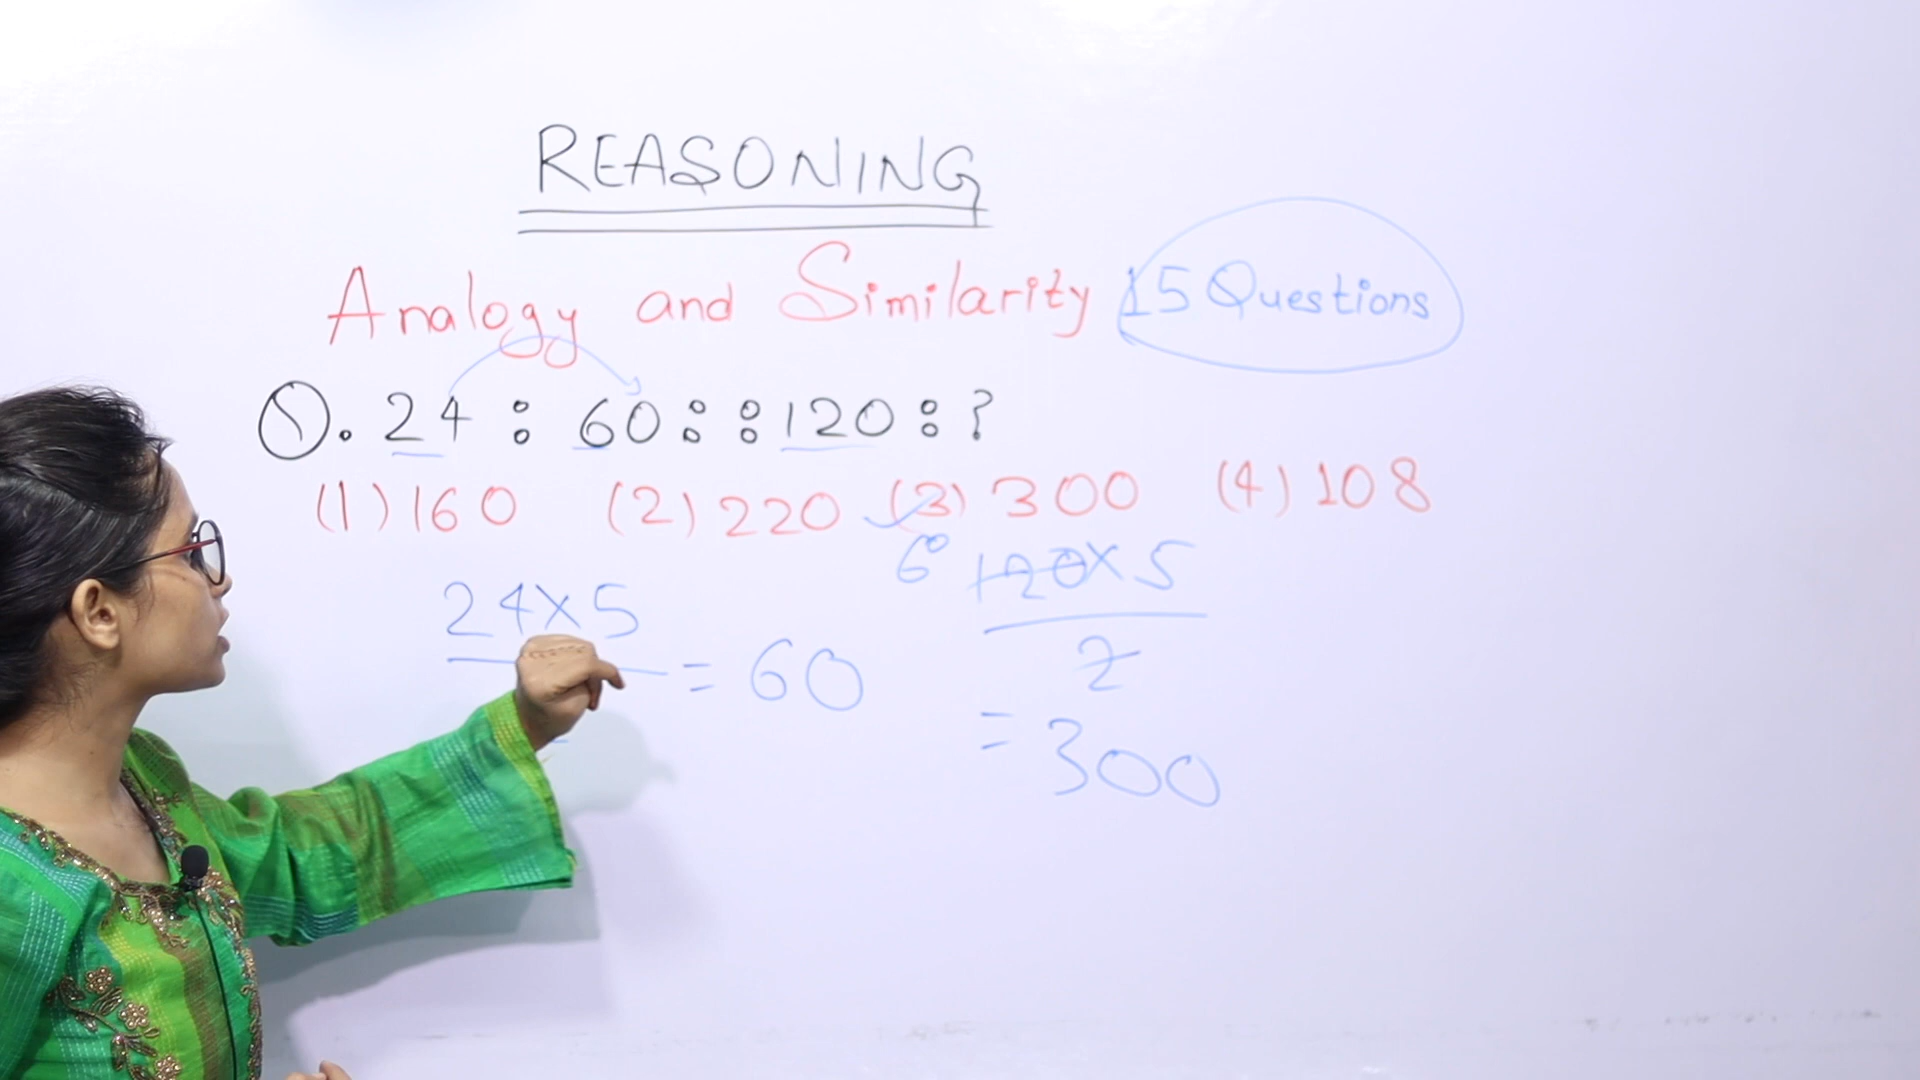 REASONING
Analogy and Similarity 15 Questions
Q. 24 : 60 : : 120 : ?
(1) 160 (2) 220 (3) 300 (4) 108
24×5 = 60
60 120×5
2
= 300